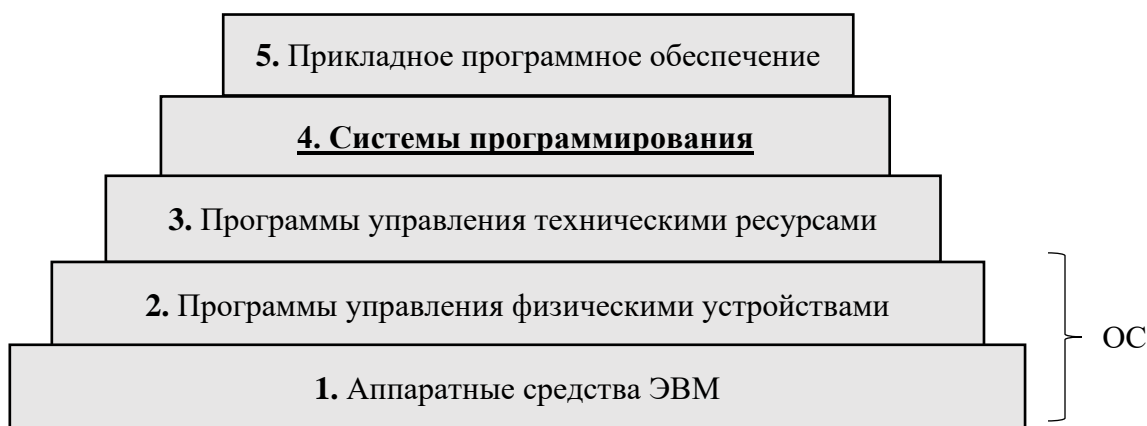 5. Прикладное программное обеспечение
4. Системы программирования
3. Программы управления техническими ресурсами
2. Программы управления физическими устройствами
ОС
1. Аппаратные средства ЭВМ